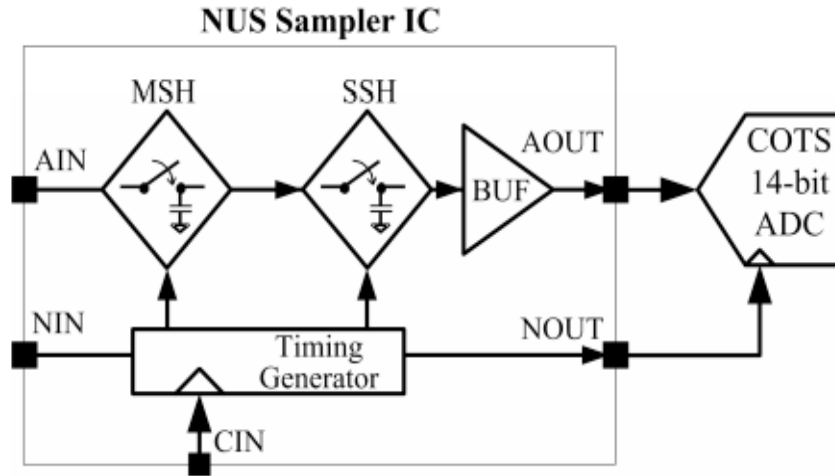 NUS Sampler IC
MSH
SSH
AIN
BUF
AOUT
COTS
14-bit
ADC
NIN
Timing
Generator
NOUT
CIN